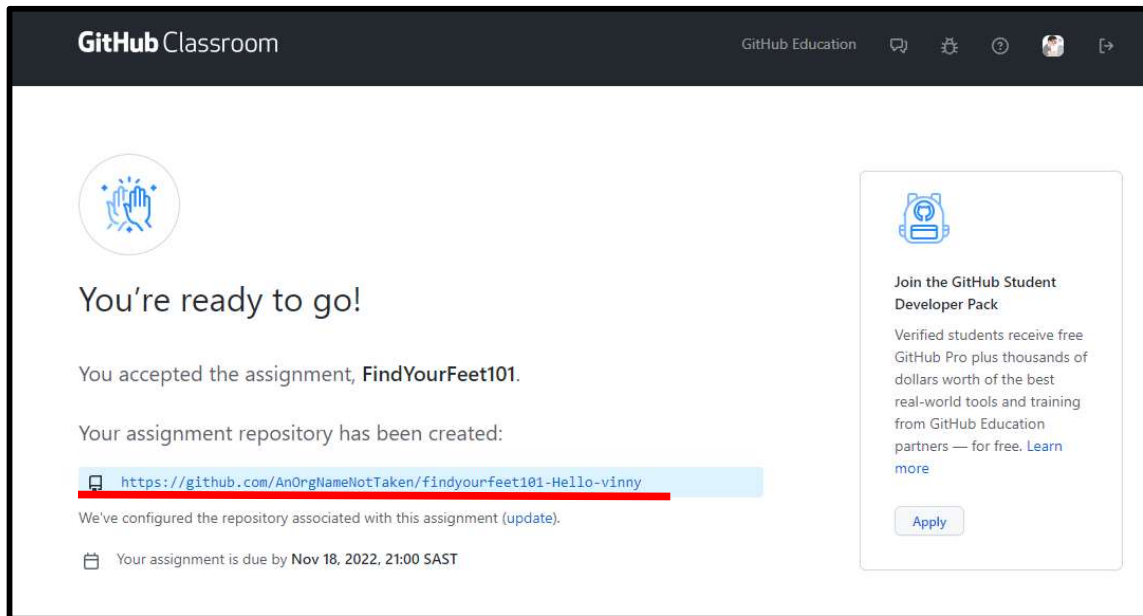 GitHub Classroom
GitHub Education
You're ready to go!
You accepted the assignment, FindYourFeet101.
Your assignment repository has been created:
https://github.com/AnOrgNameNotTaken/findyourfeet101-Hello-vinny
We've configured the repository associated with this assignment (update).
Your assignment is due by Nov 18, 2022, 21:00 SAST
Join the GitHub Student
Developer Pack
Verified students receive free
GitHub Pro plus thousands of
dollars worth of the best
real-world tools and training
from GitHub Education
partners — for free. Learn
more
Apply